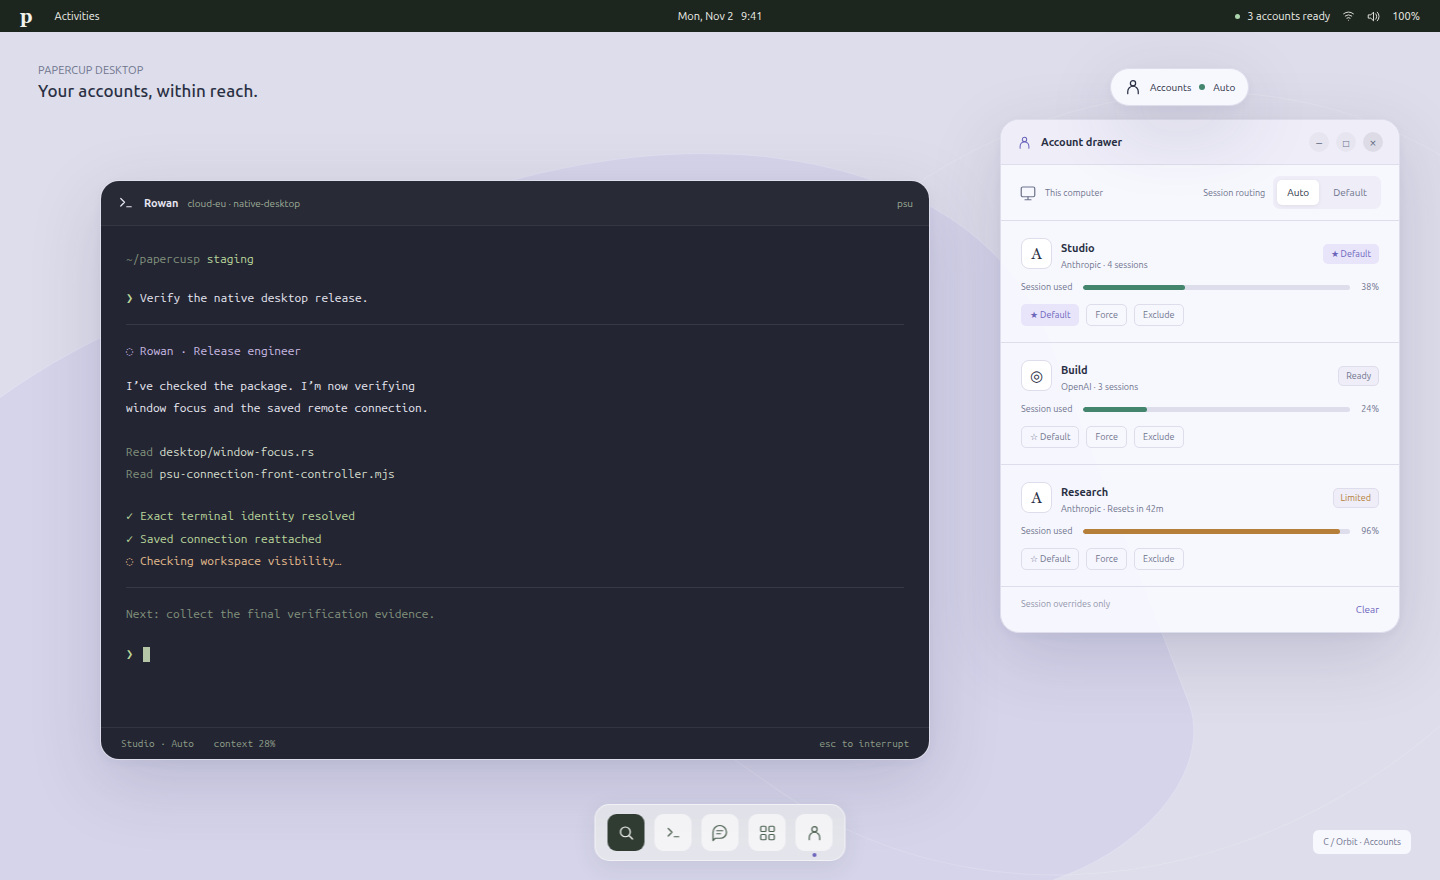 p Activities Mon, Nov 2 9:41 3 accounts ready 100%
PAPERCUP DESKTOP
Your accounts, within reach.
Accounts Auto
Account drawer
This computer Session routing Auto Default
Studio
Anthropic · 4 sessions
★ Default
Session used 38%
★ Default Force Exclude
Build
OpenAI · 3 sessions
Ready
Session used 24%
☆ Default Force Exclude
Research
Anthropic · Resets in 42m
Limited
Session used 96%
☆ Default Force Exclude
Session overrides only
Clear
Rowan cloud-eu · native-desktop psu
~/papercusp staging
❯ Verify the native desktop release.
Rowan · Release engineer
I’ve checked the package. I’m now verifying
window focus and the saved remote connection.
Read desktop/window-focus.rs
Read psu-connection-front-controller.mjs
✓ Exact terminal identity resolved
✓ Saved connection reattached
Checking workspace visibility…
Next: collect the final verification evidence.
❯
Studio · Auto context 28% esc to interrupt
C / Orbit · Accounts